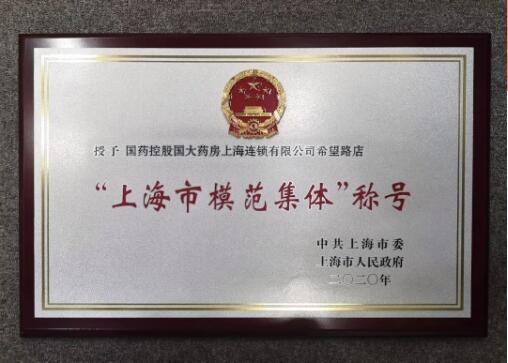 授予 国药控股国大药房上海连锁有限公司希望路店
“上海市模范集体”称号
中共上海市委
上海市人民政府
二〇二〇年